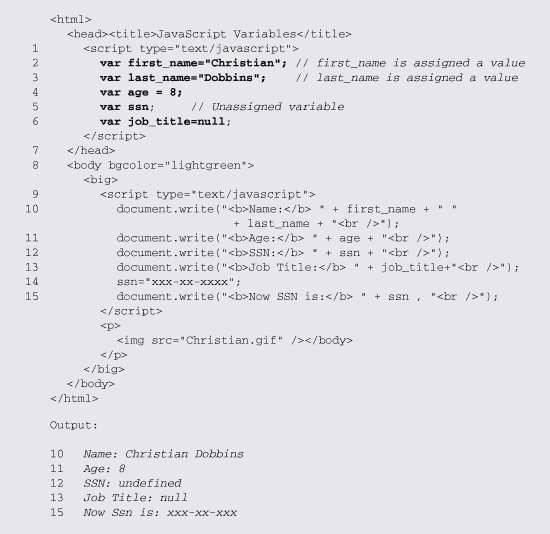 <html>
<head><title>JavaScript Variables</title>
1 <script type="text/javascript">
2 var first_name="Christian"; // first_name is assigned a value
3 var last_name="Dobbins"; // last_name is assigned a value
4 var age = 8;
5 var ssn; // Unassigned variable
6 var job_title=null;
</script>
7 </head>
8 <body bgcolor="lightgreen">
<big>
9 <script type="text/javascript">
10 document.write("<b>Name:</b> " + first_name + " "
+ last_name + "<br />");
11 document.write("<b>Age:</b> " + age + "<br />");
12 document.write("<b>SSN:</b> " + ssn + "<br />");
13 document.write("<b>Job Title:</b> " + job_title+"<br />");
14 ssn="xxx-xx-xxxx";
15 document.write("<b>Now SSN is:</b> " + ssn , "<br />");
</script>
<p>
<img src="Christian.gif" /></body>
</p>
</big>
</body>
</html>
Output:
10 Name: Christian Dobbins
11 Age: 8
12 SSN: undefined
13 Job Title: null
15 Now Ssn is: xxx-xx-xxx